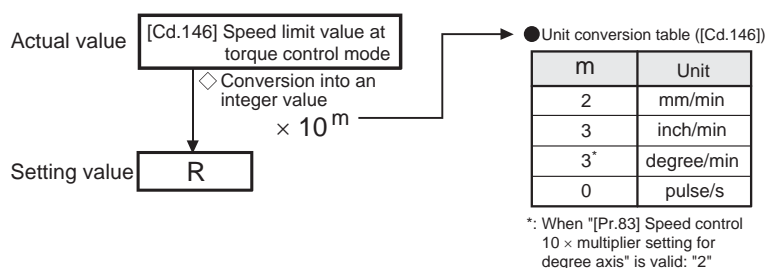 Actual value
[Cd.146] Speed limit value at
torque control mode
◇ Conversion into an
integer value
× 10^m
Setting value
R
●Unit conversion table ([Cd.146])
m Unit
2 mm/min
3 inch/min
3* degree/min
0 pulse/s
*: When "[Pr.83] Speed control
10 × multiplier setting for
degree axis" is valid: "2"